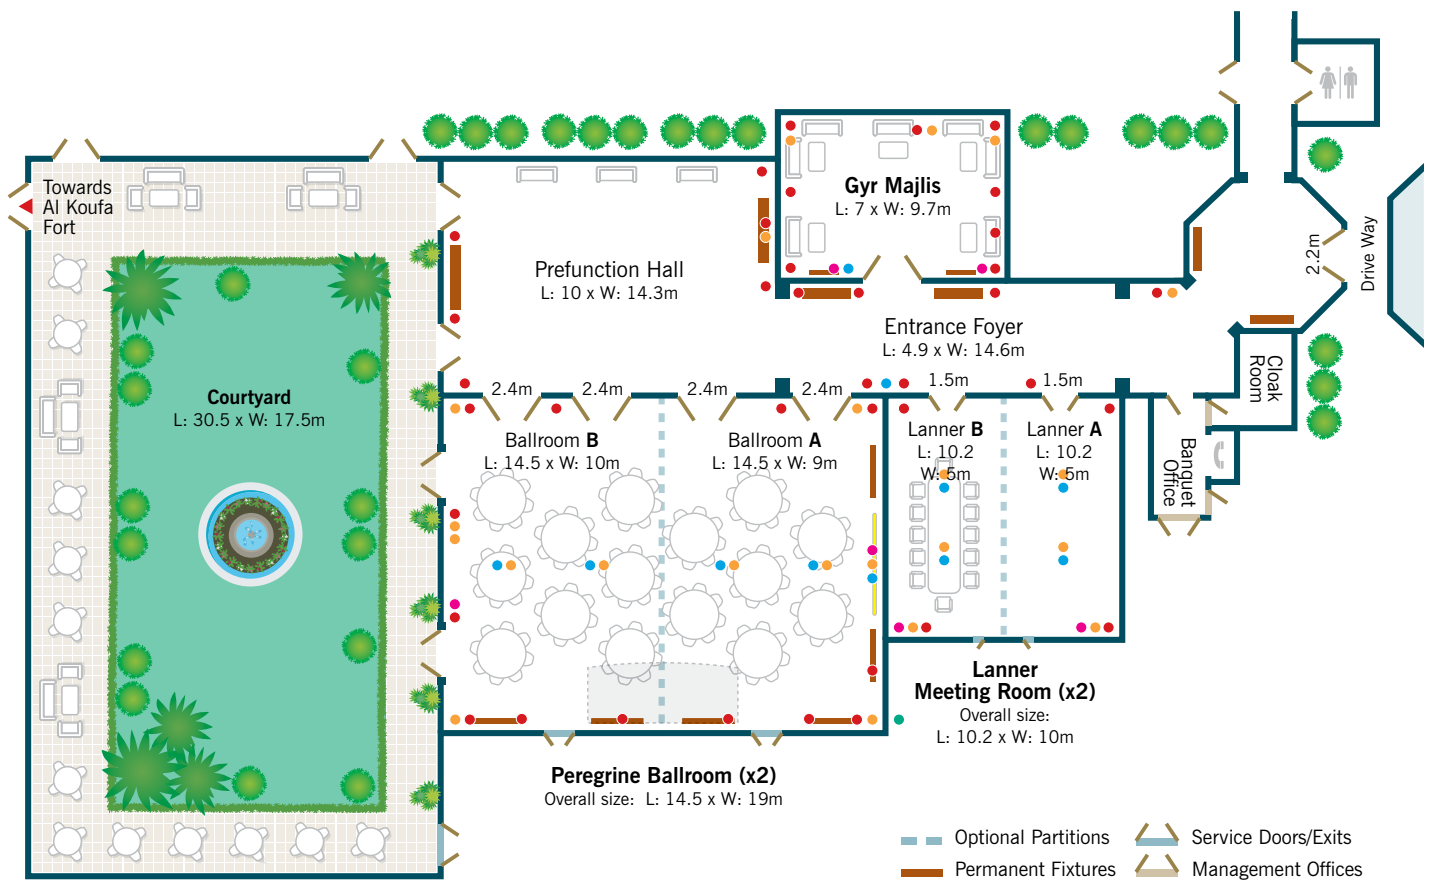 Towards
Al Koufa
Fort
Gyr Majlis
L: 7 x W: 9.7m
Prefunction Hall
L: 10 x W: 14.3m
Entrance Foyer
L: 4.9 x W: 14.6m
2.2m
Drive Way
Cloak
Room
Courtyard
L: 30.5 x W: 17.5m
2.4m
2.4m
2.4m
2.4m
1.5m
1.5m
Ballroom B
L: 14.5 x W: 10m
Ballroom A
L: 14.5 x W: 9m
Lanner B
L: 10.2
W: 5m
Lanner A
L: 10.2
W: 5m
Banquet
Office
Lanner
Meeting Room (x2)
Overall size:
L: 10.2 x W: 10m
Peregrine Ballroom (x2)
Overall size: L: 14.5 x W: 19m
Optional Partitions
Service Doors/Exits
Permanent Fixtures
Management Offices